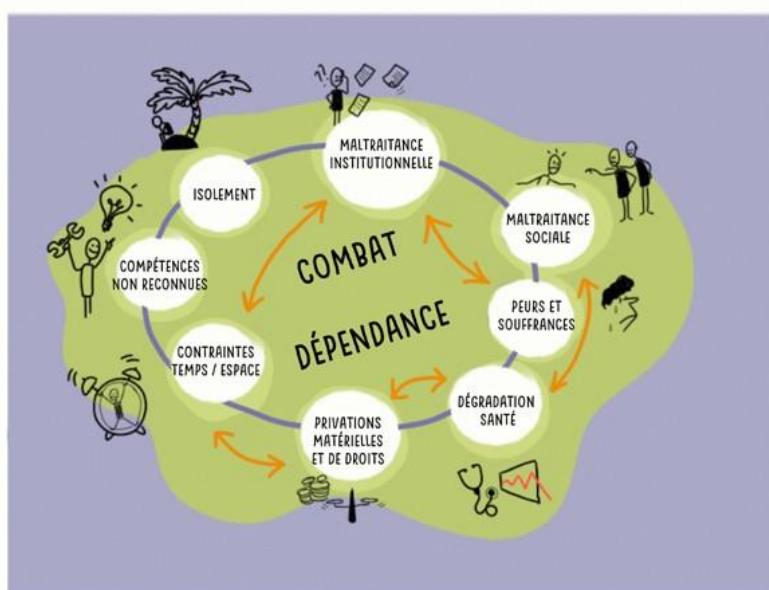 MALTRAITANCE
INSTITUTIONNELLE
ISOLEMENT
MALTRAITANCE
SOCIALE
COMPÉTENCES
NON RECONNUES
COMBAT
PEURS ET
SOUFFRANCES
DÉPENDANCE
CONTRAINTES
TEMPS / ESPACE
DÉGRADATION
SANTÉ
PRIVATIONS
MATÉRIELLES
ET DE DROITS
??